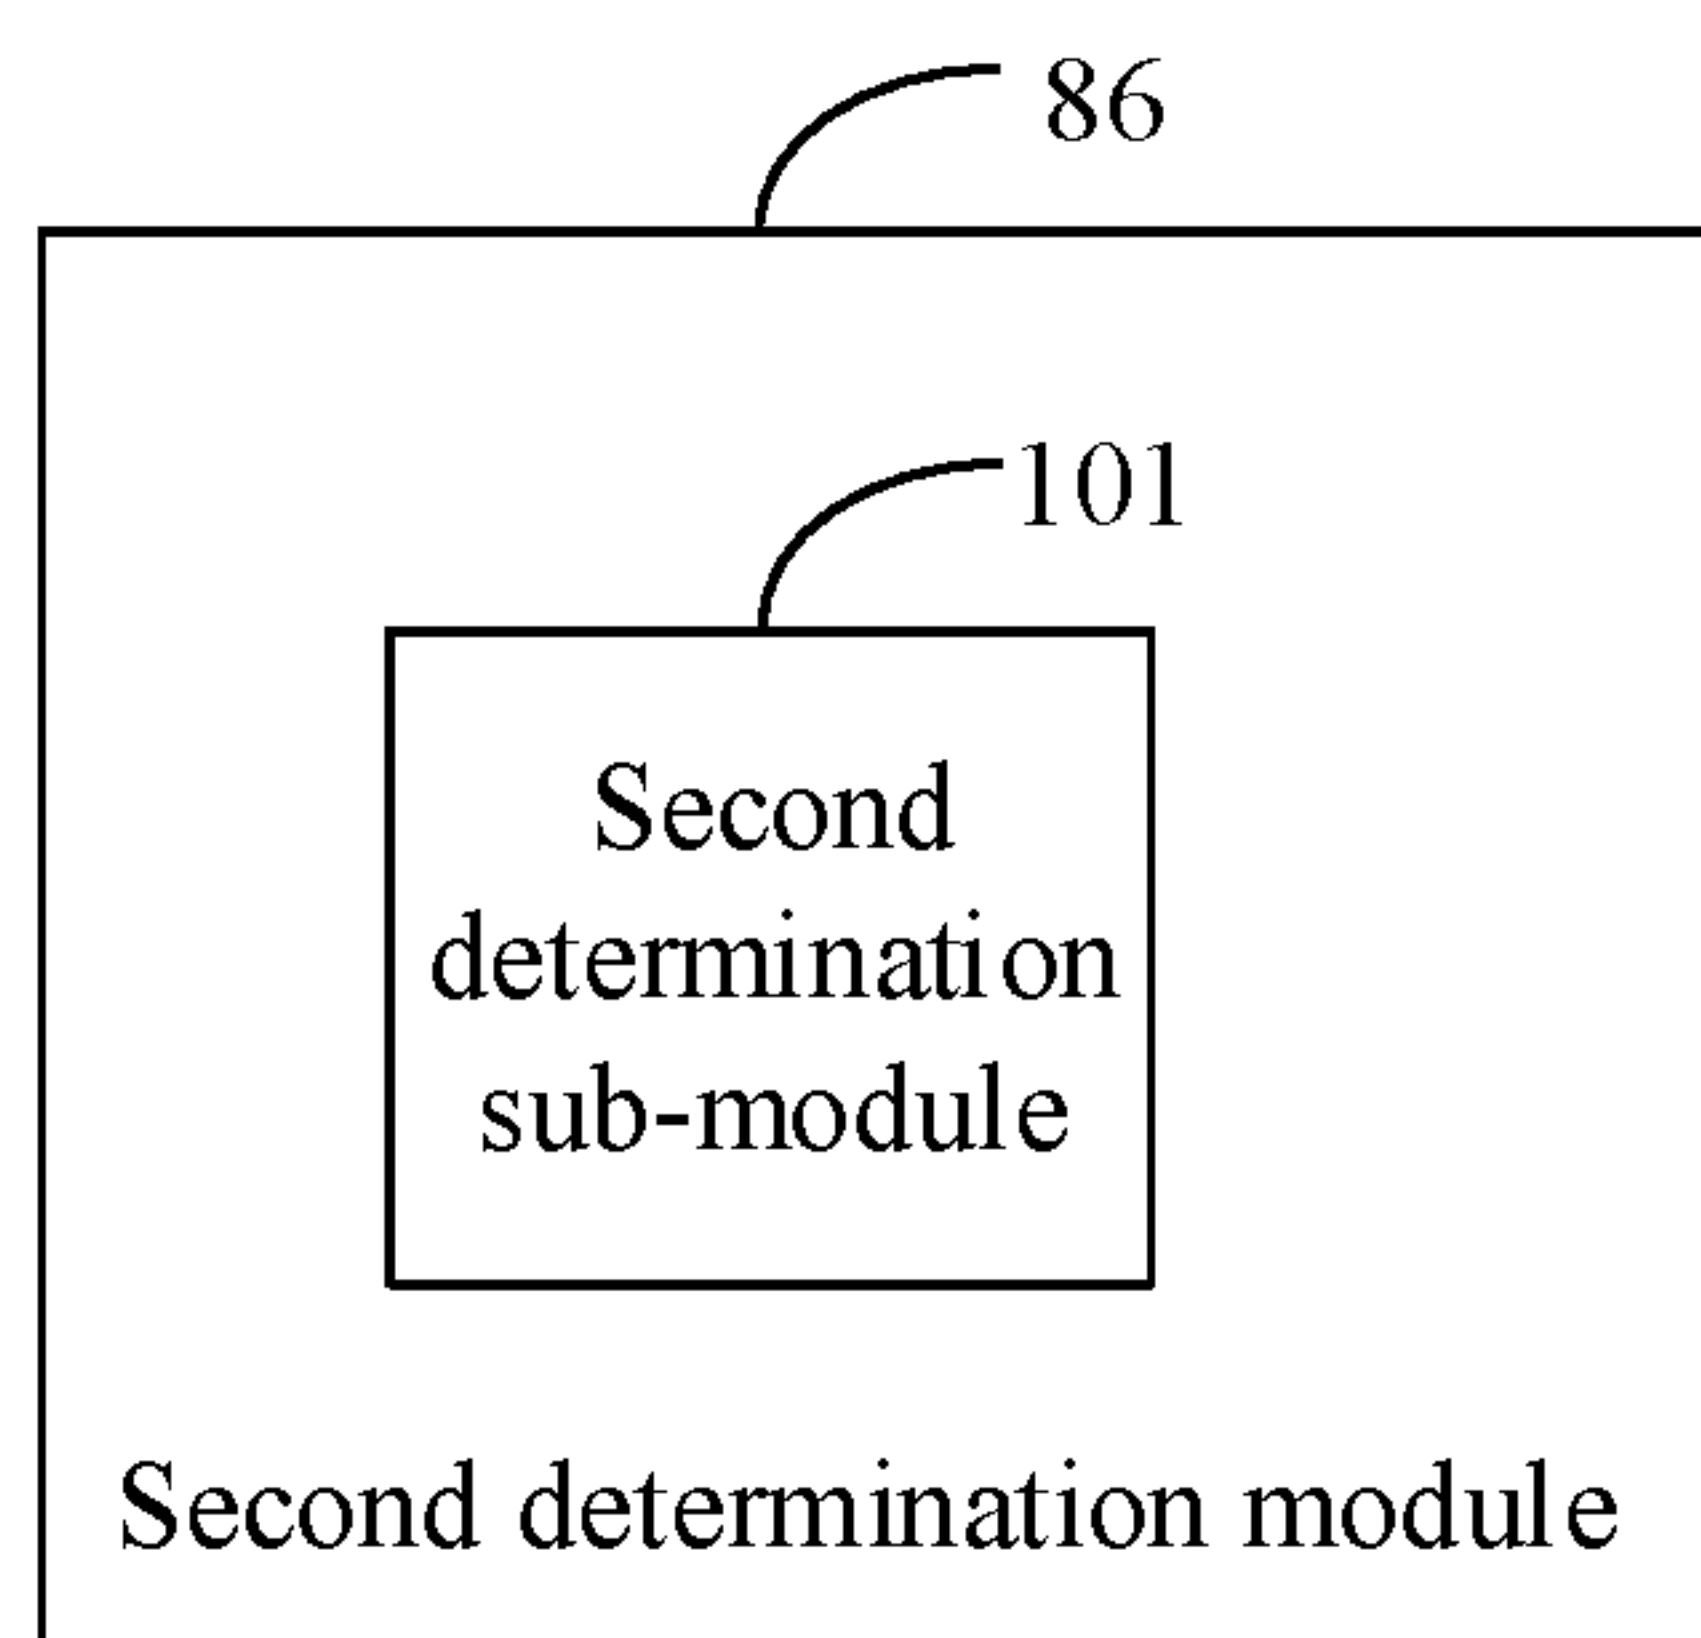 86
101
Second
determination
sub-module
Second determination module